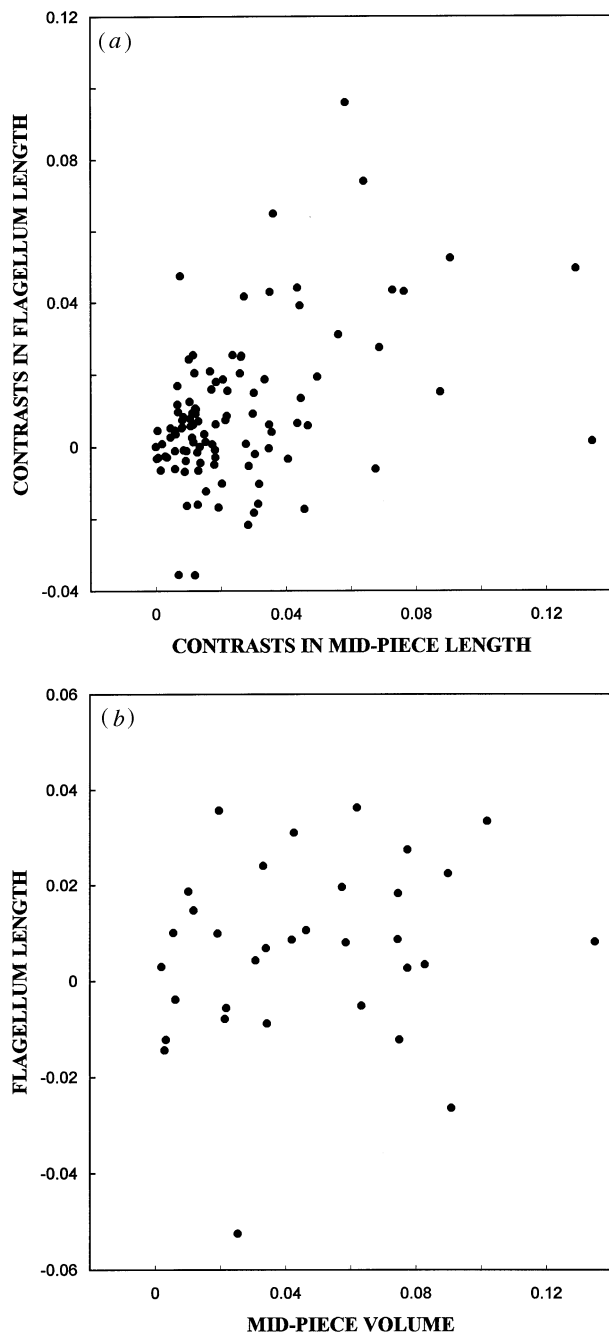 (a)
CONTRASTS IN FLAGELLUM LENGTH
0.12
0.08
0.04
0
-0.04
0 0.04 0.08 0.12
CONTRASTS IN MID-PIECE LENGTH
(b)
FLAGELLUM LENGTH
0.06
0.04
0.02
0
-0.02
-0.04
-0.06
0 0.04 0.08 0.12
MID-PIECE VOLUME